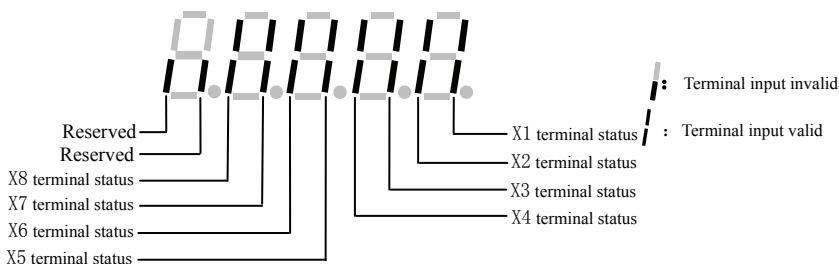 : Terminal input invalid
: Terminal input valid
Reserved
Reserved
X8 terminal status
X7 terminal status
X6 terminal status
X5 terminal status
X1 terminal status
X2 terminal status
X3 terminal status
X4 terminal status